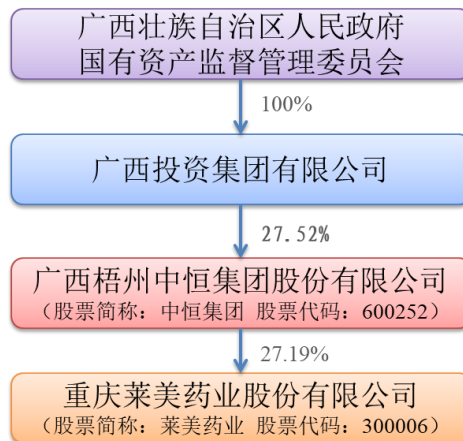 广西壮族自治区人民政府
国有资产监督管理委员会
100%
广西投资集团有限公司
27.52%
广西梧州中恒集团股份有限公司
（股票简称：中恒集团 股票代码：600252）
27.19%
重庆莱美药业股份有限公司
（股票简称：莱美药业 股票代码：300006）